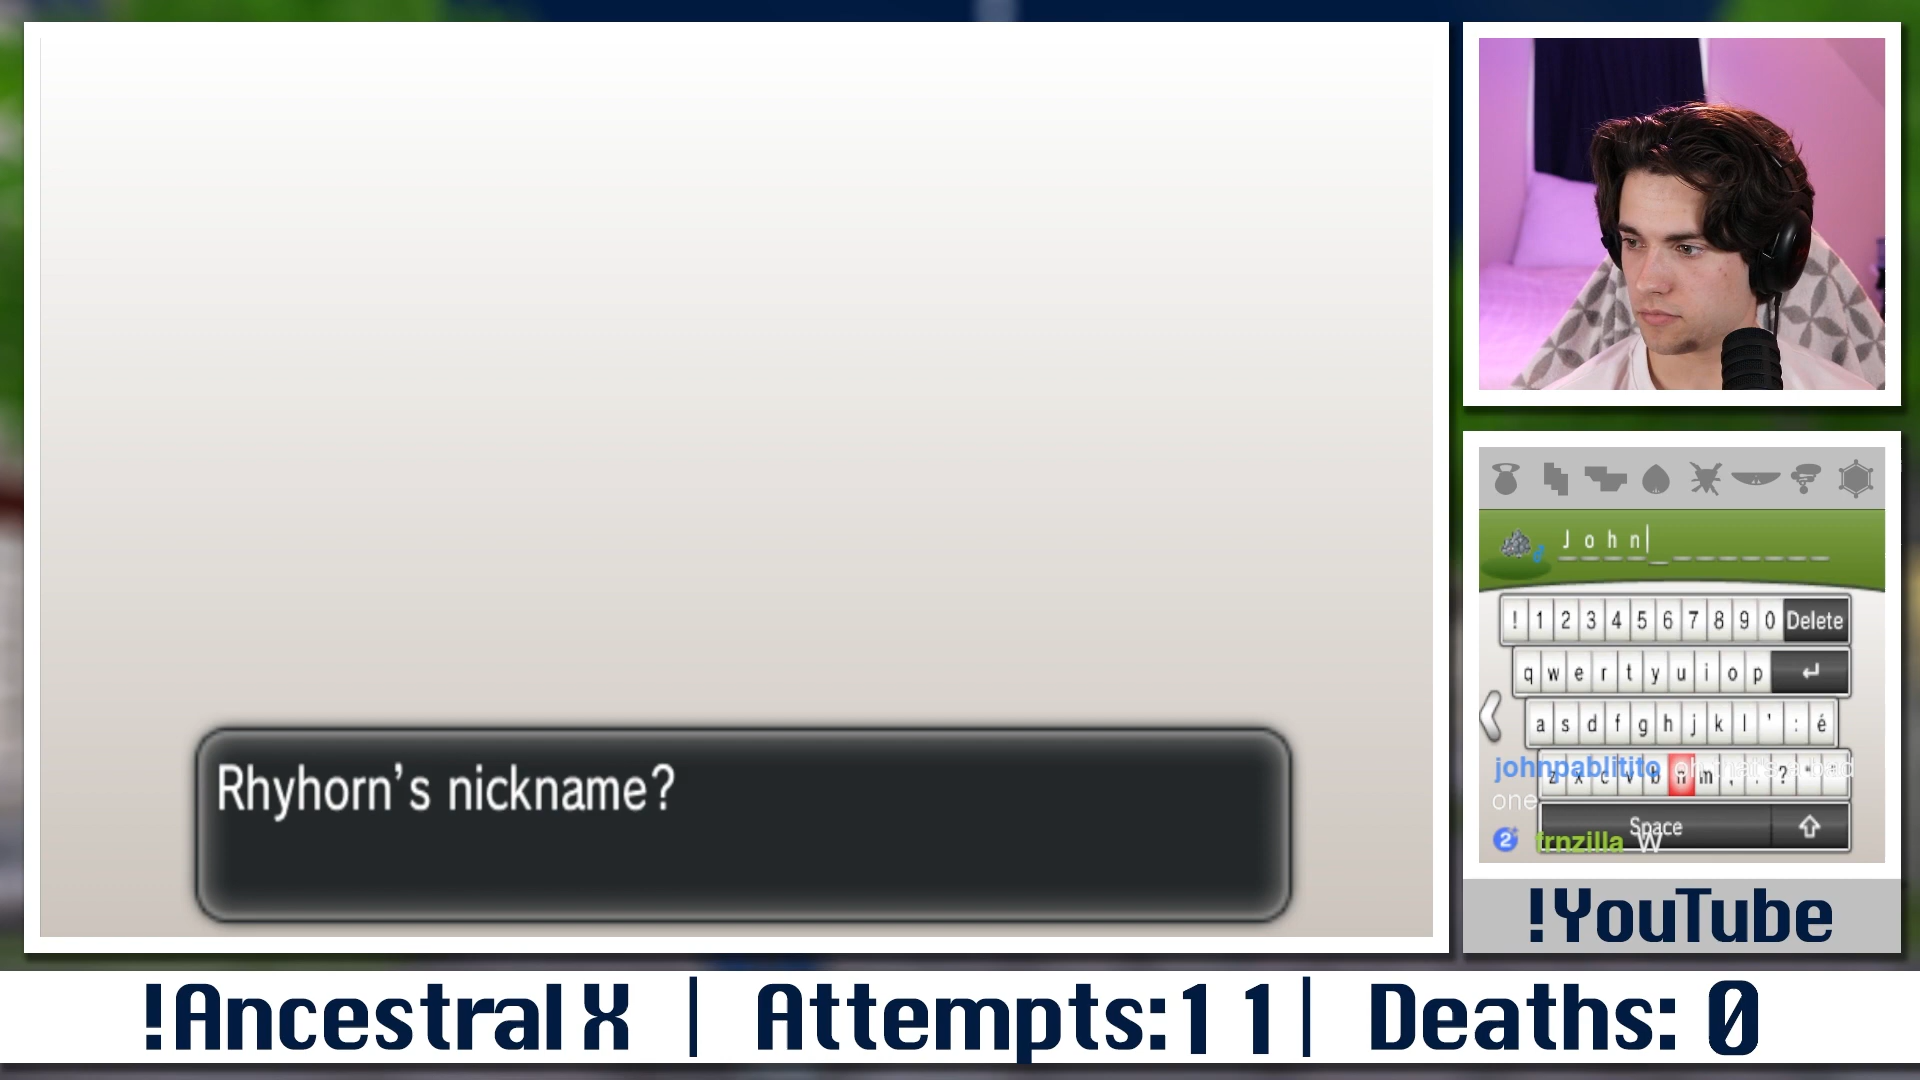 Rhyhorn's nickname?
John
! 1 2 3 4 5 6 7 8 9 0 Delete
q w e r t y u i o p
a s d f g h j k l ' : é
z x c v b n m , . ?
johnpablitito
one
Space
2 frnzilla W
!YouTube
!Ancestral X | Attempts:11 | Deaths: 0